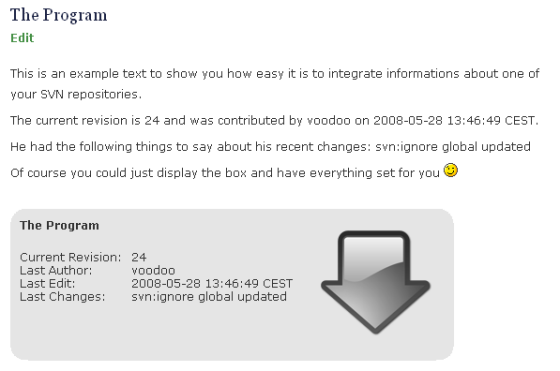 The Program
Edit
This is an example text to show you how easy it is to integrate informations about one of
your SVN repositories.
The current revision is 24 and was contributed by voodoo on 2008-05-28 13:46:49 CEST.
He had the following things to say about his recent changes: svn:ignore global updated
Of course you could just display the box and have everything set for you
The Program
Current Revision: 24
Last Author: voodoo
Last Edit: 2008-05-28 13:46:49 CEST
Last Changes: svn:ignore global updated